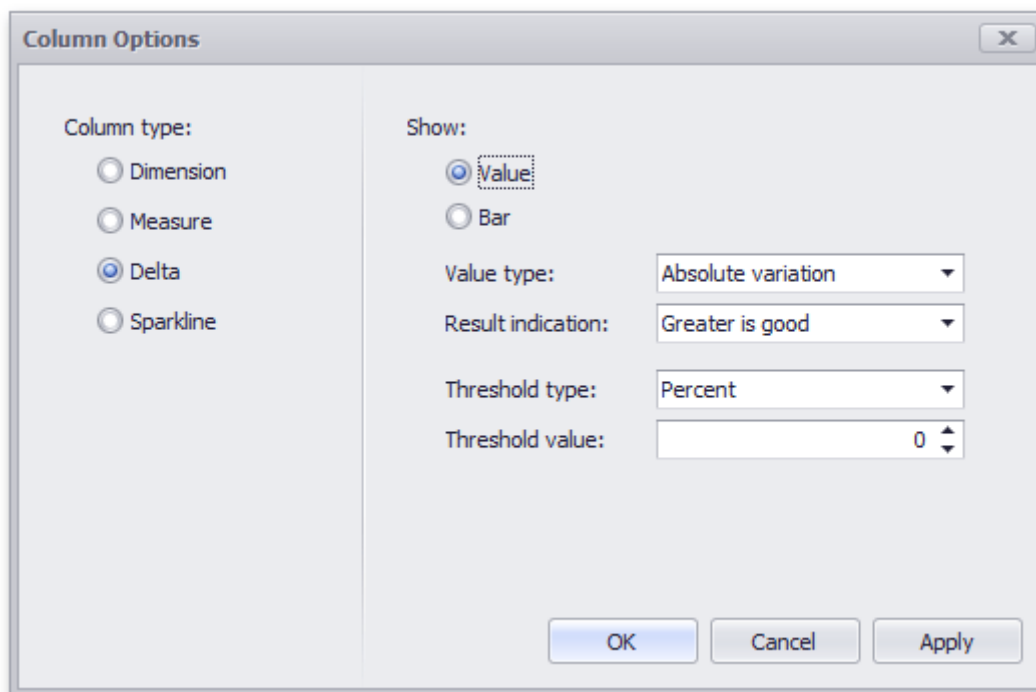 Column Options
Column type:
Dimension
Measure
Delta
Sparkline
Show:
Value
Bar
Value type: Absolute variation
Result indication: Greater is good
Threshold type: Percent
Threshold value: 0
OK Cancel Apply